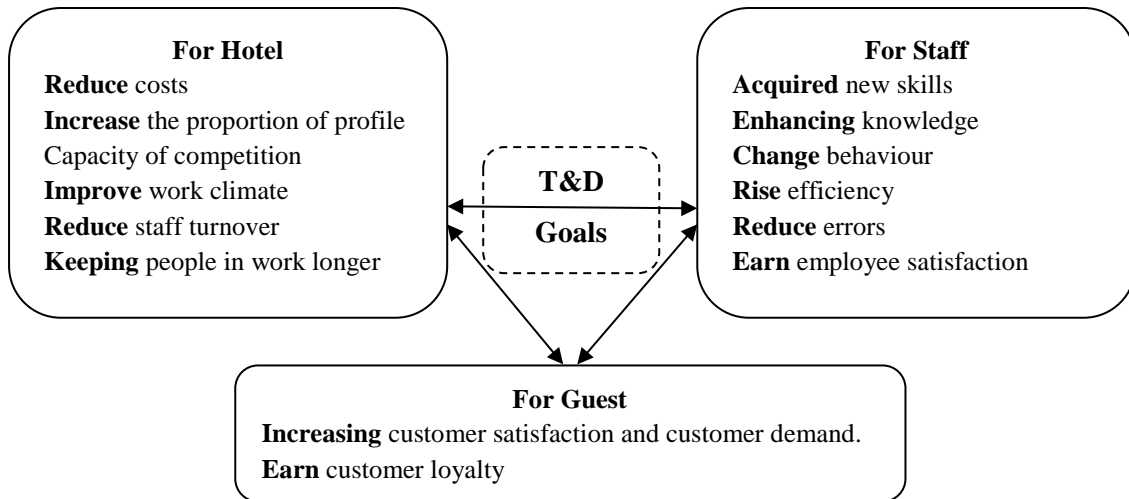 For Hotel
Reduce costs
Increase the proportion of profile
Capacity of competition
Improve work climate
Reduce staff turnover
Keeping people in work longer
T&D
Goals
For Staff
Acquired new skills
Enhancing knowledge
Change behaviour
Rise efficiency
Reduce errors
Earn employee satisfaction
For Guest
Increasing customer satisfaction and customer demand.
Earn customer loyalty